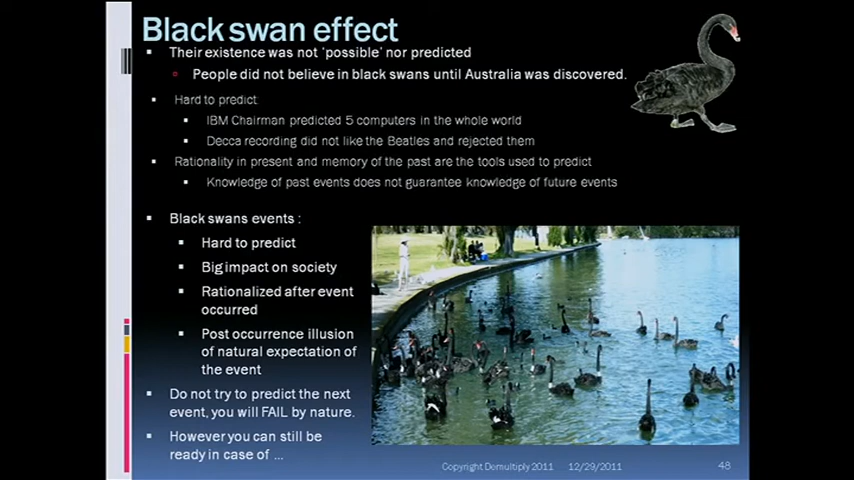 Black swan effect
Their existence was not 'possible' nor predicted
People did not believe in black swans until Australia was discovered.
Hard to predict
IBM Chairman predicted 5 computers in the whole world
Decca recording did not like the Beatles and rejected them
Rationality in present and memory of the past are the tools used to predict
Knowledge of past events does not guarantee knowledge of future events
Black swans events :
Hard to predict
Big impact on society
Rationalized after event
occurred
Post occurrence illusion
of natural expectation of
the event
Do not try to predict the next
event, you will FAIL by nature.
However you can still be
ready in case of ...
Copyright Demultiply 2011 12/29/2011 48